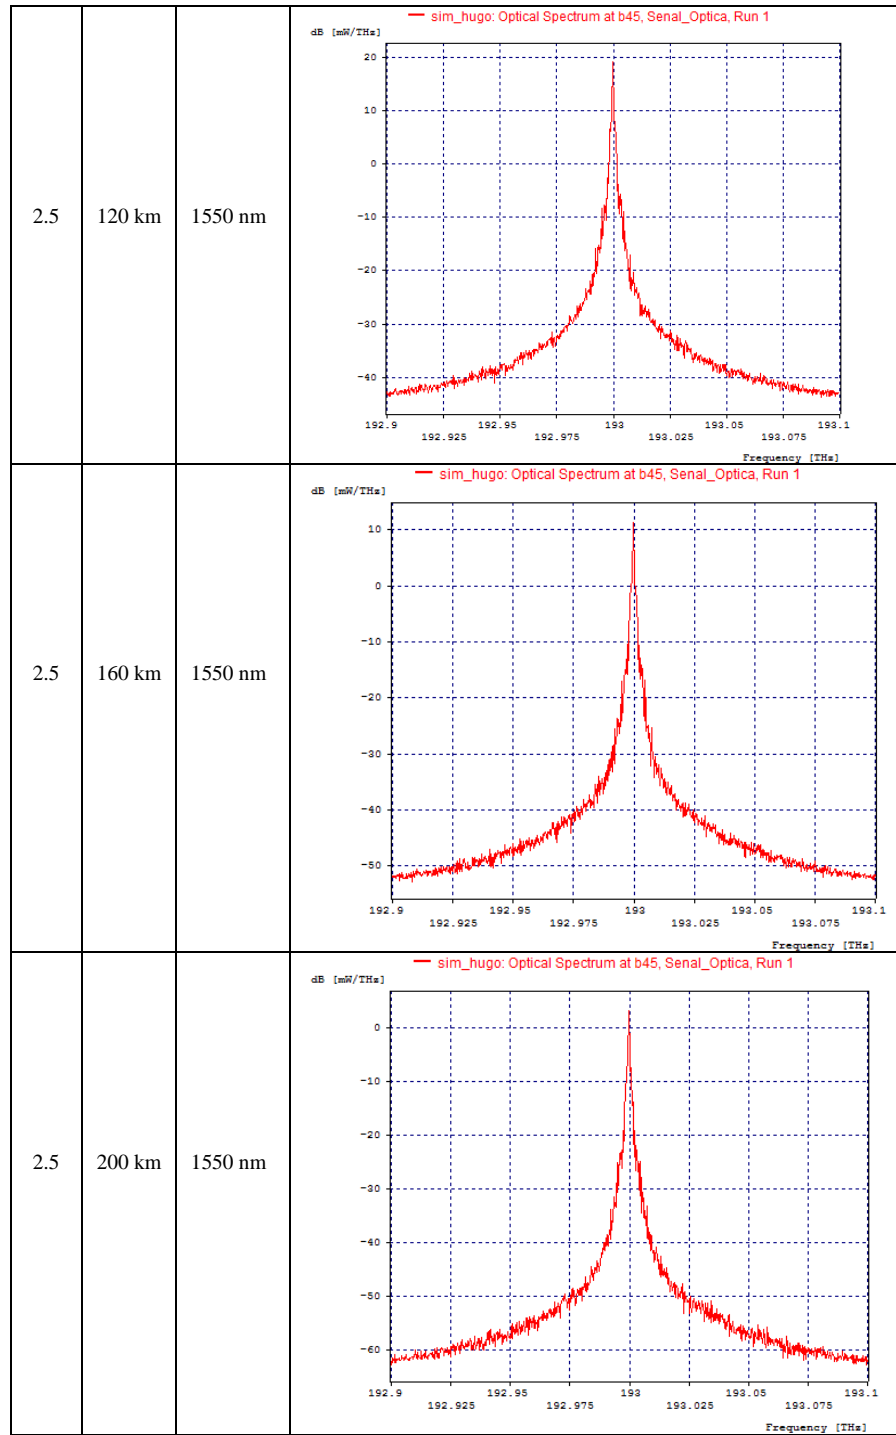 sim_hugo: Optical Spectrum at b45, Senal_Optica, Run 1
dB [mW/THz]
20
10
0
-10
-20
-30
-40
192.9 192.95 193 193.05 193.1
192.925 192.975 193.025 193.075
Frequency [THz]
2.5 120 km 1550 nm
sim_hugo: Optical Spectrum at b45, Senal_Optica, Run 1
dB [mW/THz]
10
0
-10
-20
-30
-40
-50
192.9 192.95 193 193.05 193.1
192.925 192.975 193.025 193.075
Frequency [THz]
2.5 160 km 1550 nm
sim_hugo: Optical Spectrum at b45, Senal_Optica, Run 1
dB [mW/THz]
0
-10
-20
-30
-40
-50
-60
192.9 192.95 193 193.05 193.1
192.925 192.975 193.025 193.075
Frequency [THz]
2.5 200 km 1550 nm